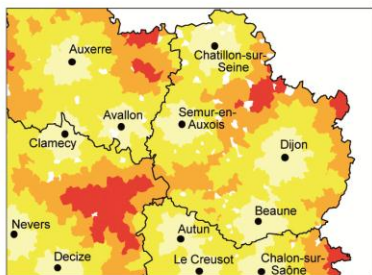 Auxerre
Chatillon-sur-
Seine
Avallon
Semur-en-
Auxois
Clamecy
Dijon
Beaune
Nevers
Autun
Decize
Le Creusot
Chalon-sur-
Saône